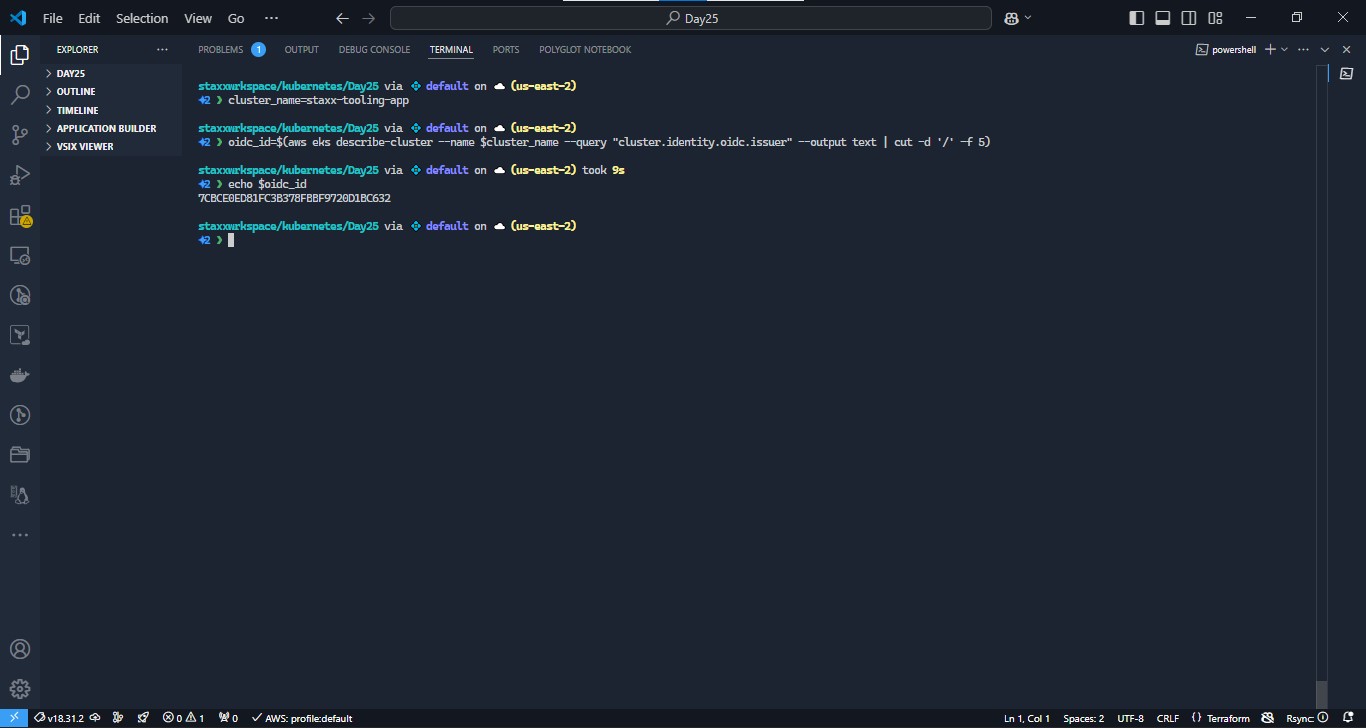 File Edit Selection View Go ··· Day25
EXPLORER ···
DAY25
OUTLINE
TIMELINE
APPLICATION BUILDER
VSIX VIEWER
PROBLEMS 1 OUTPUT DEBUG CONSOLE TERMINAL PORTS POLYGLOT NOTEBOOK powershell
staxxwrkspace/kubernetes/Day25 via default on (us-east-2)
❯ cluster_name=staxx-tooling-app
staxxwrkspace/kubernetes/Day25 via default on (us-east-2)
❯ oidc_id=$(aws eks describe-cluster --name $cluster_name --query "cluster.identity.oidc.issuer" --output text | cut -d '/' -f 5)
staxxwrkspace/kubernetes/Day25 via default on (us-east-2) took 9s
❯ echo $oidc_id
7CBCE0ED81FC3B378FBBF9720D1BC632
staxxwrkspace/kubernetes/Day25 via default on (us-east-2)
❯
v18.31.2 0 1 0 AWS: profile:default Ln 1, Col 1 Spaces: 2 UTF-8 CRLF {} Terraform Rsync: